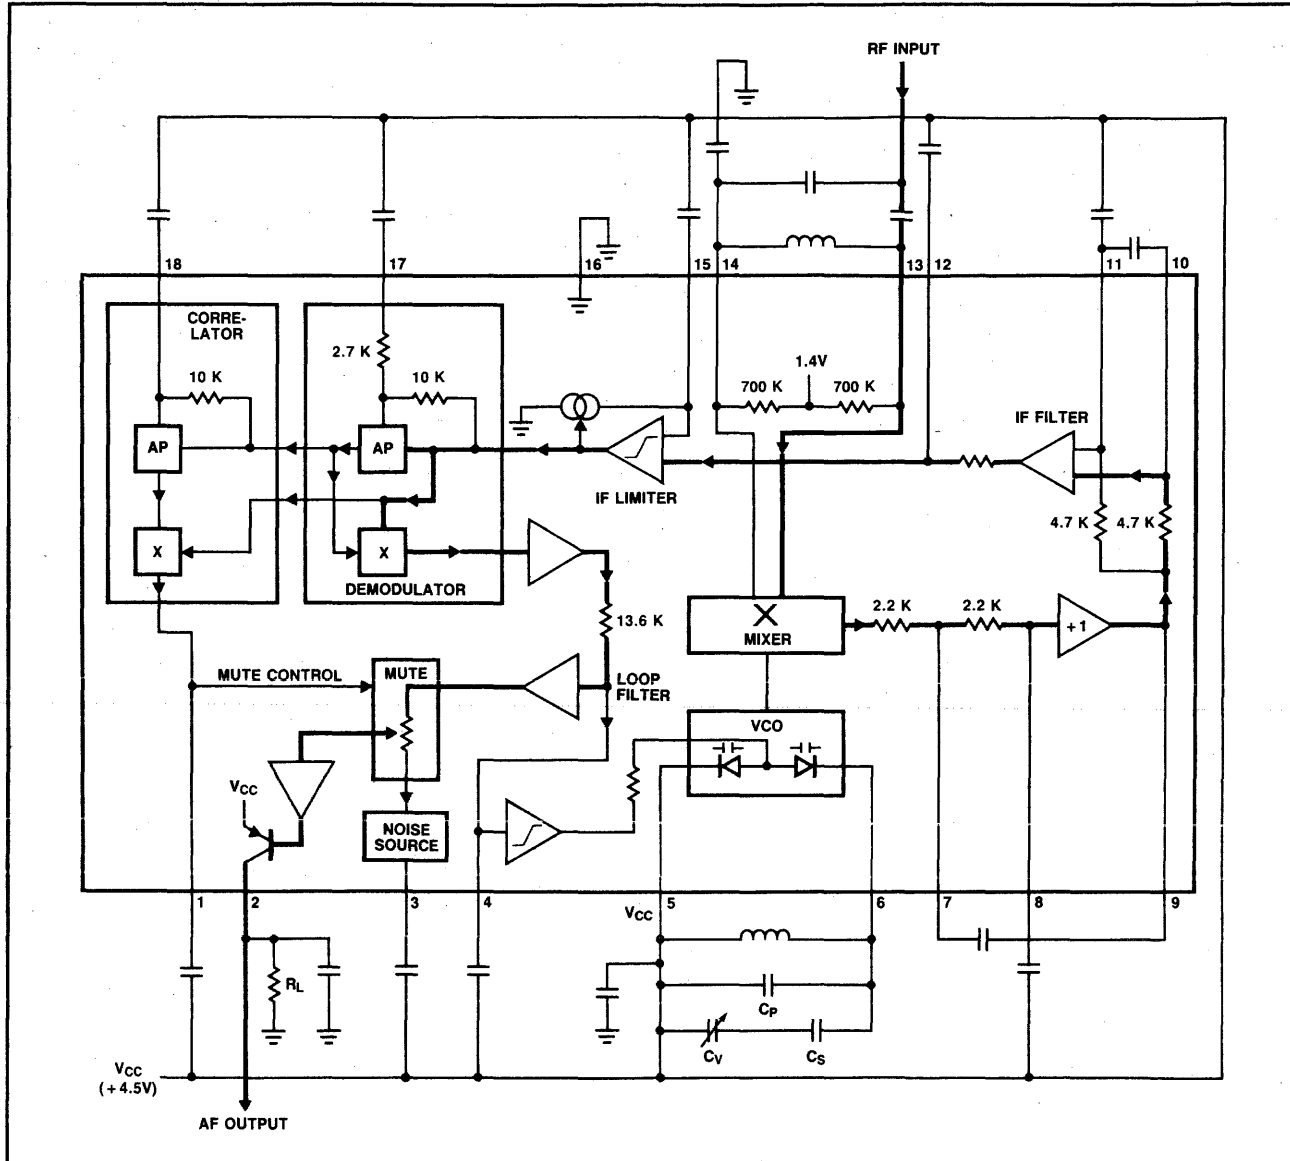 RF INPUT
18
17
16
15
14
13
12
11
10
CORRE-
LATOR
2.7 K
10 K
10 K
1.4V
700 K
700 K
IF FILTER
AP
AP
IF LIMITER
4.7 K
4.7 K
X
X
DEMODULATOR
13.6 K
X
MIXER
2.2 K
2.2 K
+1
MUTE CONTROL
MUTE
LOOP
FILTER
VCO
VCC
NOISE
SOURCE
1
2
3
4
VCC
5
6
7
8
9
RL
CP
CV
CS
VCC
(+4.5V)
AF OUTPUT